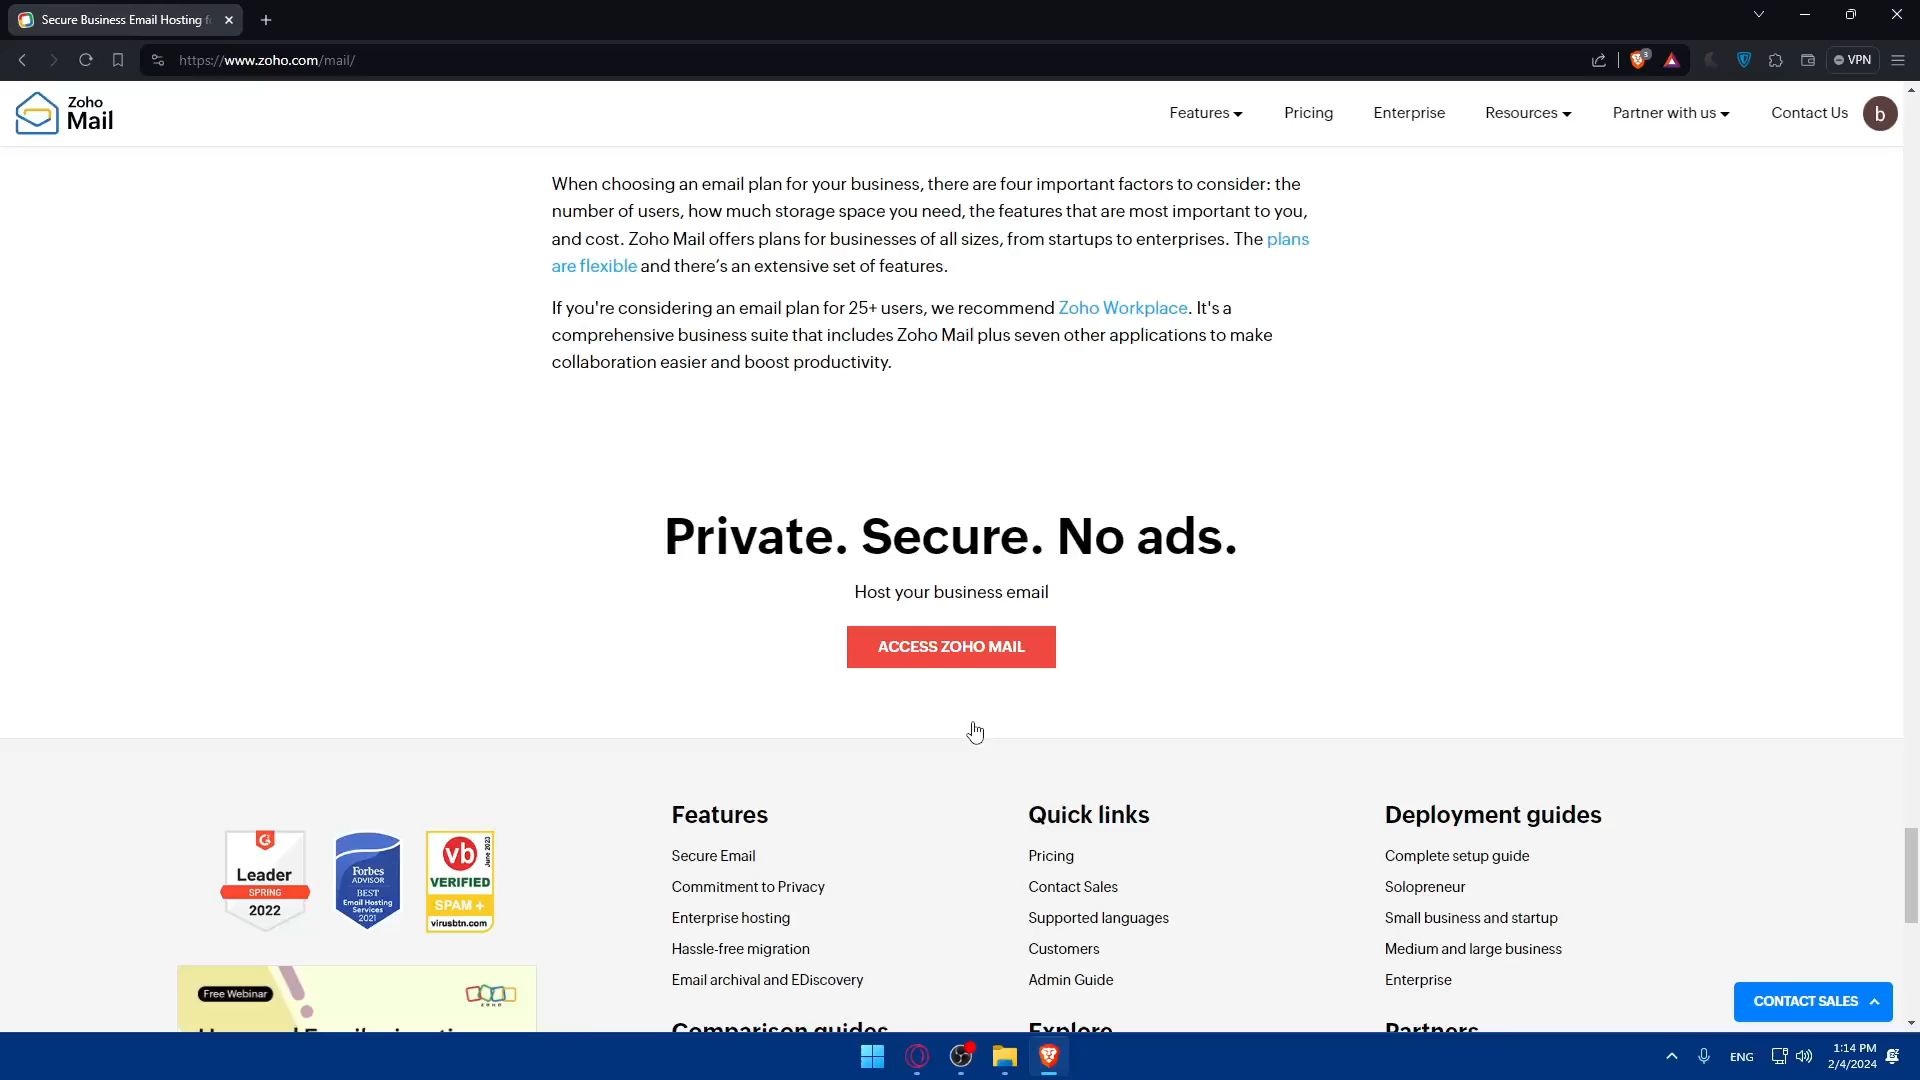 Secure Business Email Hosting f
https://www.zoho.com/mail/
3
VPN
Zoho
Mail
Features
Pricing
Enterprise
Resources
Partner with us
Contact Us
b
When choosing an email plan for your business, there are four important factors to consider: the
number of users, how much storage space you need, the features that are most important to you,
and cost. Zoho Mail offers plans for businesses of all sizes, from startups to enterprises. The plans
are flexible and there’s an extensive set of features.
If you're considering an email plan for 25+ users, we recommend Zoho Workplace. It's a
comprehensive business suite that includes Zoho Mail plus seven other applications to make
collaboration easier and boost productivity.
Private. Secure. No ads.
Host your business email
ACCESS ZOHO MAIL
Leader
SPRING
2022
Forbes
ADVISOR
BEST
Email Hosting
Services
2021
vb
June 2023
VERIFIED
SPAM +
virusbtn.com
Free Webinar
ZOHO
Features
Secure Email
Commitment to Privacy
Enterprise hosting
Hassle-free migration
Email archival and EDiscovery
Comparison guides
Quick links
Pricing
Contact Sales
Supported languages
Customers
Admin Guide
Explore
Deployment guides
Complete setup guide
Solopreneur
Small business and startup
Medium and large business
Enterprise
Partners
CONTACT SALES
ENG
1:14 PM
2/4/2024